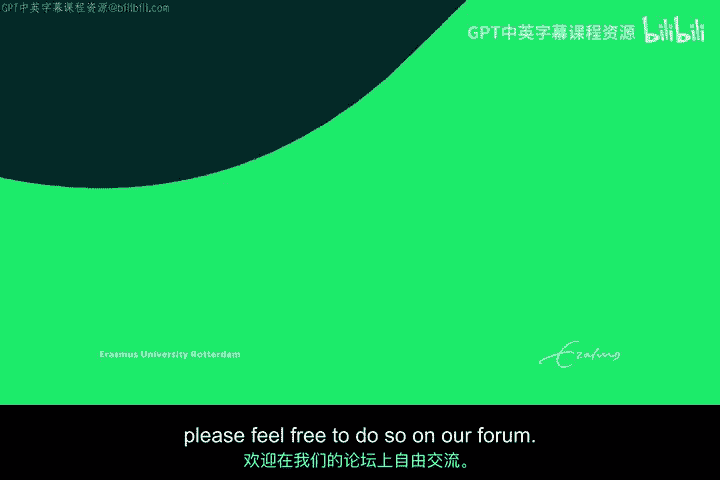 GPT中英字幕课程资源@bilibili.com
GPT中英字幕课程资源 bilibili
Erasmus University Rotterdam
Erasmus
please feel free to do so on our forum.
欢迎在我们的论坛上自由交流。